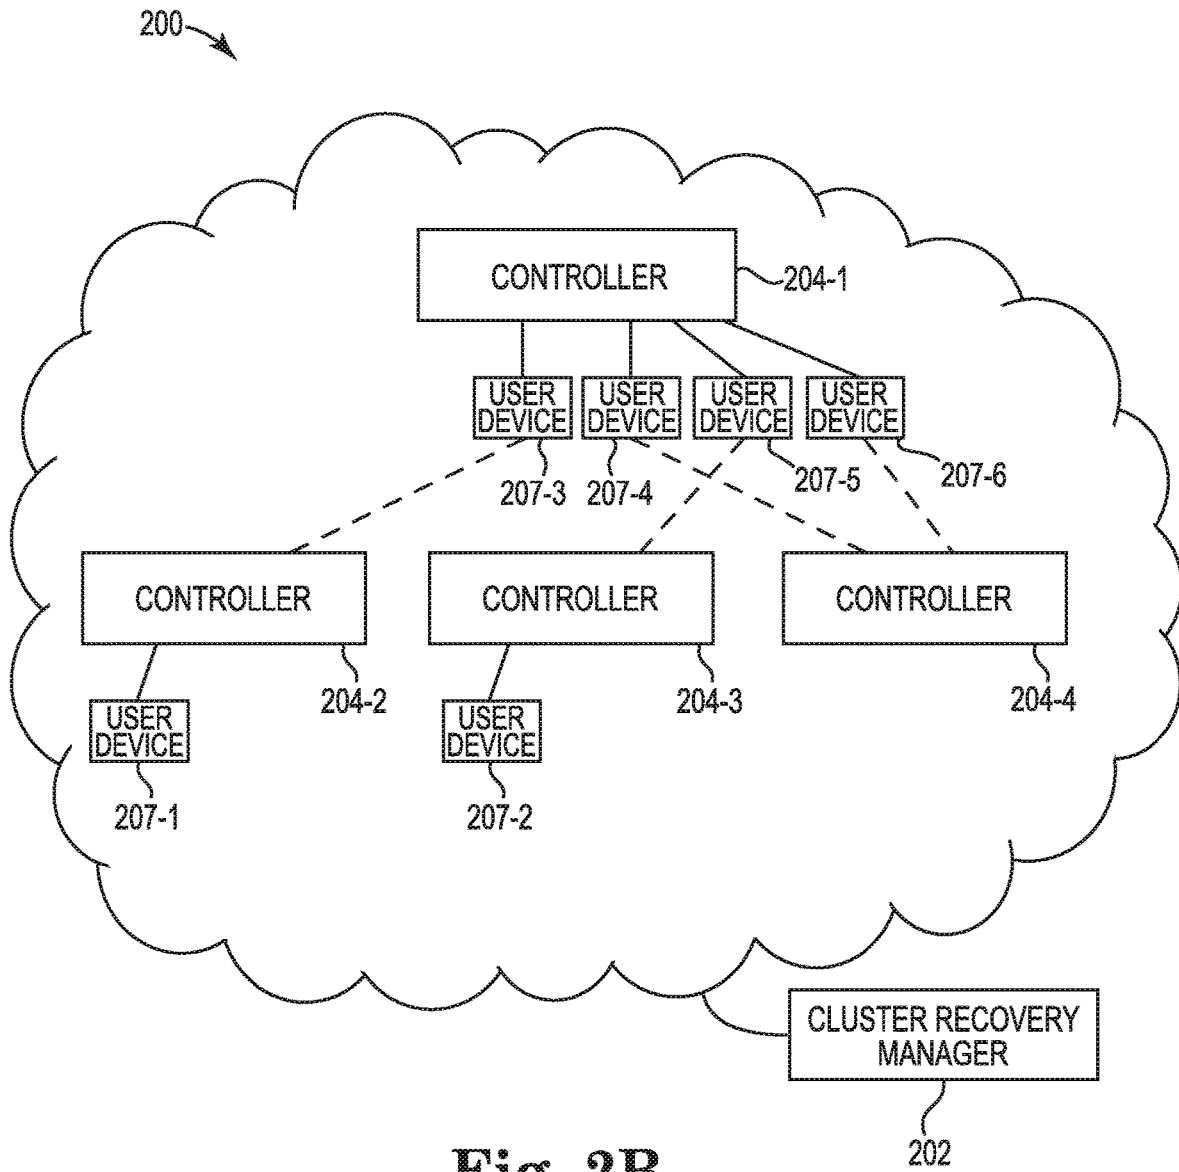 200
CONTROLLER
204-1
USER DEVICE
USER DEVICE
USER DEVICE
USER DEVICE
207-3
207-4
207-5
207-6
CONTROLLER
CONTROLLER
CONTROLLER
204-2
204-3
204-4
USER DEVICE
USER DEVICE
207-1
207-2
CLUSTER RECOVERY
MANAGER
202